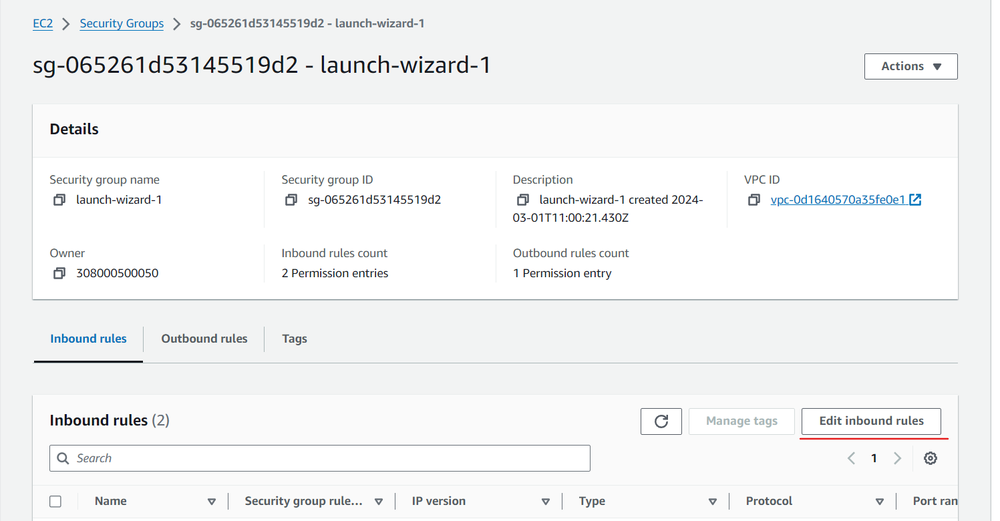 EC2 Security Groups sg-065261d53145519d2 - launch-wizard-1
sg-065261d53145519d2 - launch-wizard-1
Actions
Details
Security group name
launch-wizard-1
Security group ID
sg-065261d53145519d2
Description
launch-wizard-1 created 2024-
03-01T11:00:21.430Z
VPC ID
vpc-0d1640570a35fe0e1
Owner
308000500050
Inbound rules count
2 Permission entries
Outbound rules count
1 Permission entry
Inbound rules Outbound rules Tags
Inbound rules (2)
Manage tags Edit inbound rules
Search
1
Name Security group rule... IP version Type Protocol Port ran